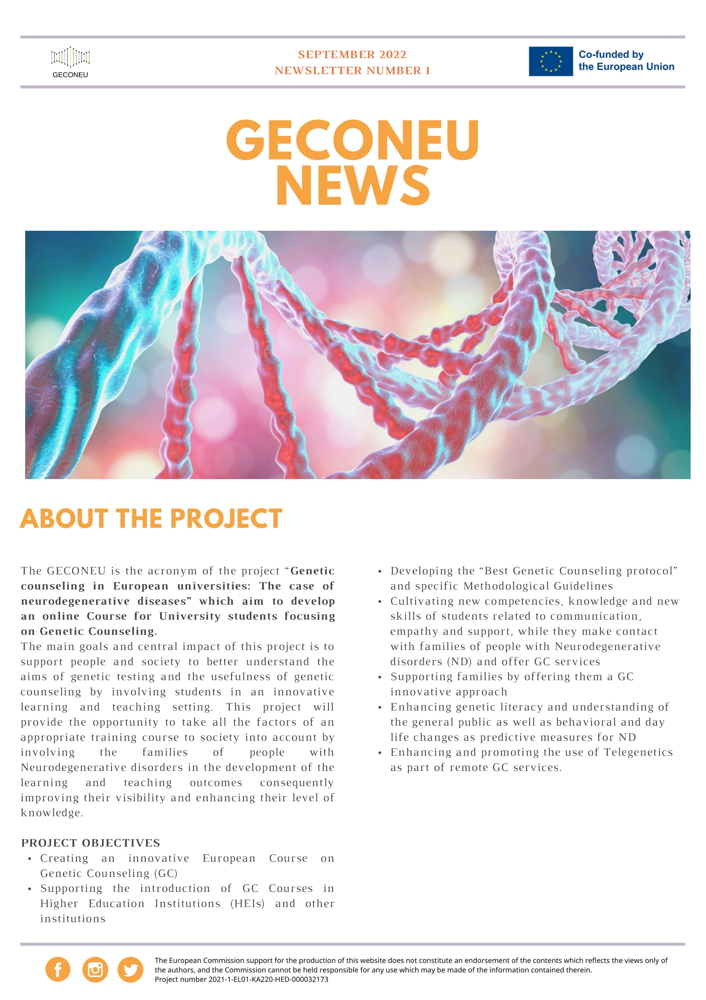 GECONEU
SEPTEMBER 2022
NEWSLETTER NUMBER 1
Co-funded by
the European Union
GECONEU
NEWS
ABOUT THE PROJECT
The GECONEU is the acronym of the project “Genetic
counseling in European universities: The case of
neurodegenerative diseases” which aim to develop
an online Course for University students focusing
on Genetic Counseling.
The main goals and central impact of this project is to
support people and society to better understand the
aims of genetic testing and the usefulness of genetic
counseling by involving students in an innovative
learning and teaching setting. This project will
provide the opportunity to take all the factors of an
appropriate training course to society into account by
involving the families of people with
Neurodegenerative disorders in the development of the
learning and teaching outcomes consequently
improving their visibility and enhancing their level of
knowledge.
PROJECT OBJECTIVES
• Creating an innovative European Course on
Genetic Counseling (GC)
• Supporting the introduction of GC Courses in
Higher Education Institutions (HEIs) and other
institutions
• Developing the “Best Genetic Counseling protocol”
and specific Methodological Guidelines
• Cultivating new competencies, knowledge and new
skills of students related to communication,
empathy and support, while they make contact
with families of people with Neurodegenerative
disorders (ND) and offer GC services
• Supporting families by offering them a GC
innovative approach
• Enhancing genetic literacy and understanding of
the general public as well as behavioral and day
life changes as predictive measures for ND
• Enhancing and promoting the use of Telegenetics
as part of remote GC services.
The European Commission support for the production of this website does not constitute an endorsement of the contents which reflects the views only of
the authors, and the Commission cannot be held responsible for any use which may be made of the information contained therein.
Project number 2021-1-EL01-KA220-HED-000032173